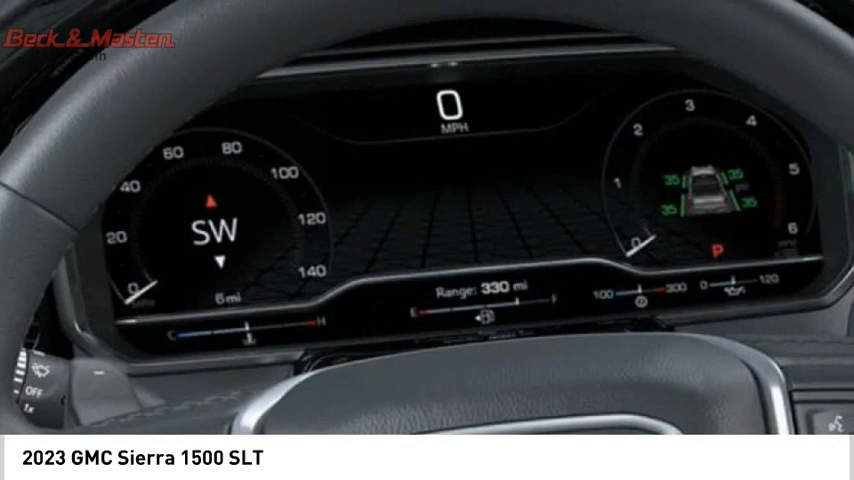 Beck & Masten
0
MPH
60 80
40 100
20 120
0 140
SW
6 mi
C H
Range: 330 mi
E F
3
2 4
1 5
0 6
35 35
35 35
P
100 300
0 120
OFF
1x
2023 GMC Sierra 1500 SLT